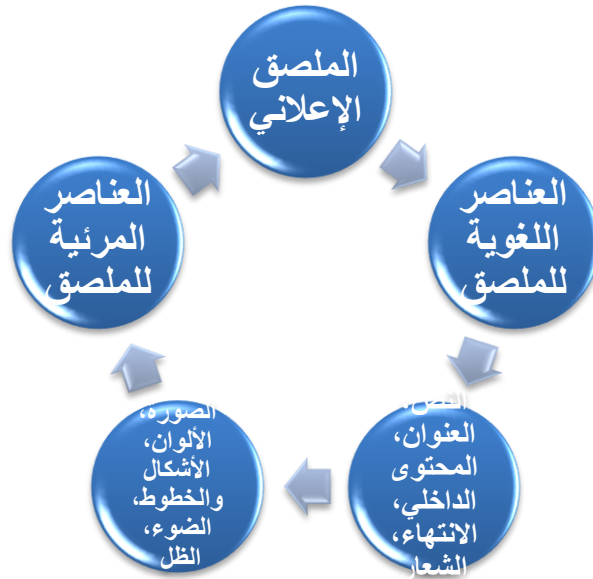 الملصق
الإعلاني
العناصر
اللغوية
للملصق
النص،
العنوان،
المحتوى
الداخلي،
الانتهاء،
الشعار
الصورة،
الألوان،
الأشكال
والخطوط،
الضوء،
الظل
العناصر
المرئية
للملصق